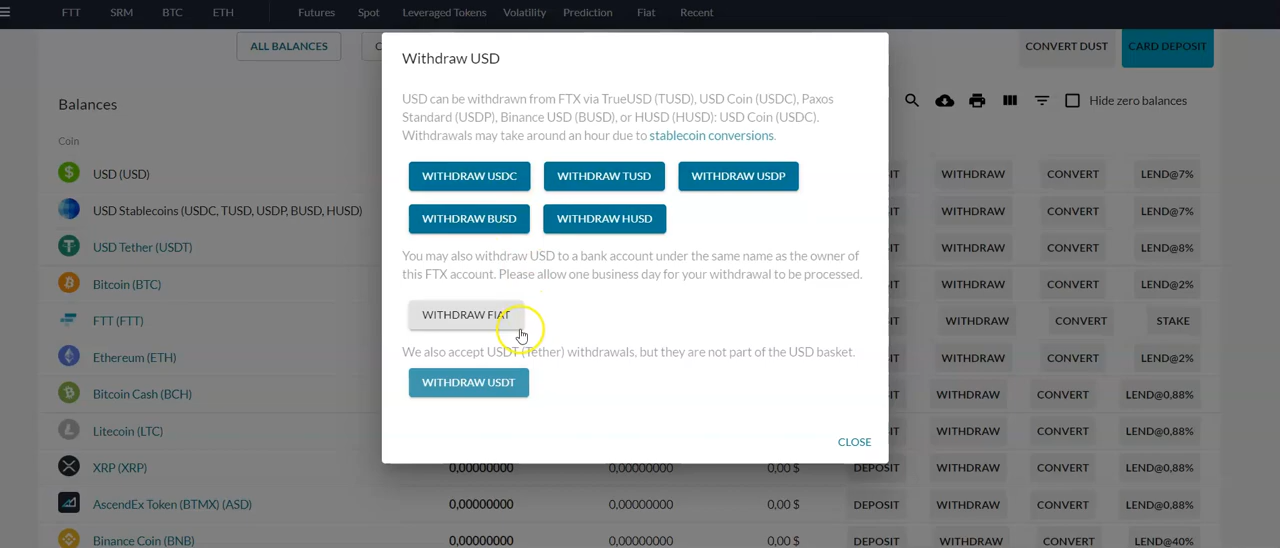 FTT SRM BTC ETH Futures Spot Leveraged Tokens Volatility Prediction Fiat Recent
ALL BALANCES CONVERT DUST CARD DEPOSIT
Withdraw USD
USD can be withdrawn from FTX via TrueUSD (TUSD), USD Coin (USDC), Paxos
Standard (USDP), Binance USD (BUSD), or HUSD (HUSD): USD Coin (USDC).
Withdrawals may take around an hour due to stablecoin conversions.
WITHDRAW USDC WITHDRAW TUSD WITHDRAW USDP
WITHDRAW BUSD WITHDRAW HUSD
You may also withdraw USD to a bank account under the same name as the owner of
this FTX account. Please allow one business day for your withdrawal to be processed.
WITHDRAW FIAT
We also accept USDT (Tether) withdrawals, but they are not part of the USD basket.
WITHDRAW USDT
CLOSE
Balances Hide zero balances
Coin
USD (USD) WITHDRAW CONVERT LEND@7%
USD Stablecoins (USDC, TUSD, USDP, BUSD, HUSD) WITHDRAW CONVERT LEND@7%
USD Tether (USDT) WITHDRAW CONVERT LEND@8%
Bitcoin (BTC) WITHDRAW CONVERT LEND@2%
FTT (FTT) WITHDRAW CONVERT STAKE
Ethereum (ETH) WITHDRAW CONVERT LEND@2%
Bitcoin Cash (BCH) WITHDRAW CONVERT LEND@0,88%
Litecoin (LTC) WITHDRAW CONVERT LEND@0,88%
XRP (XRP) 0,00000000 0,00000000 0,00 $ DEPOSIT WITHDRAW CONVERT LEND@0,88%
AscendEx Token (BTMX) (ASD) 0,00000000 0,00000000 0,00 $ DEPOSIT WITHDRAW CONVERT LEND@0,88%
Binance Coin (BNB) 0,00000000 0,00000000 0,00 $ DEPOSIT WITHDRAW CONVERT LEND@40%